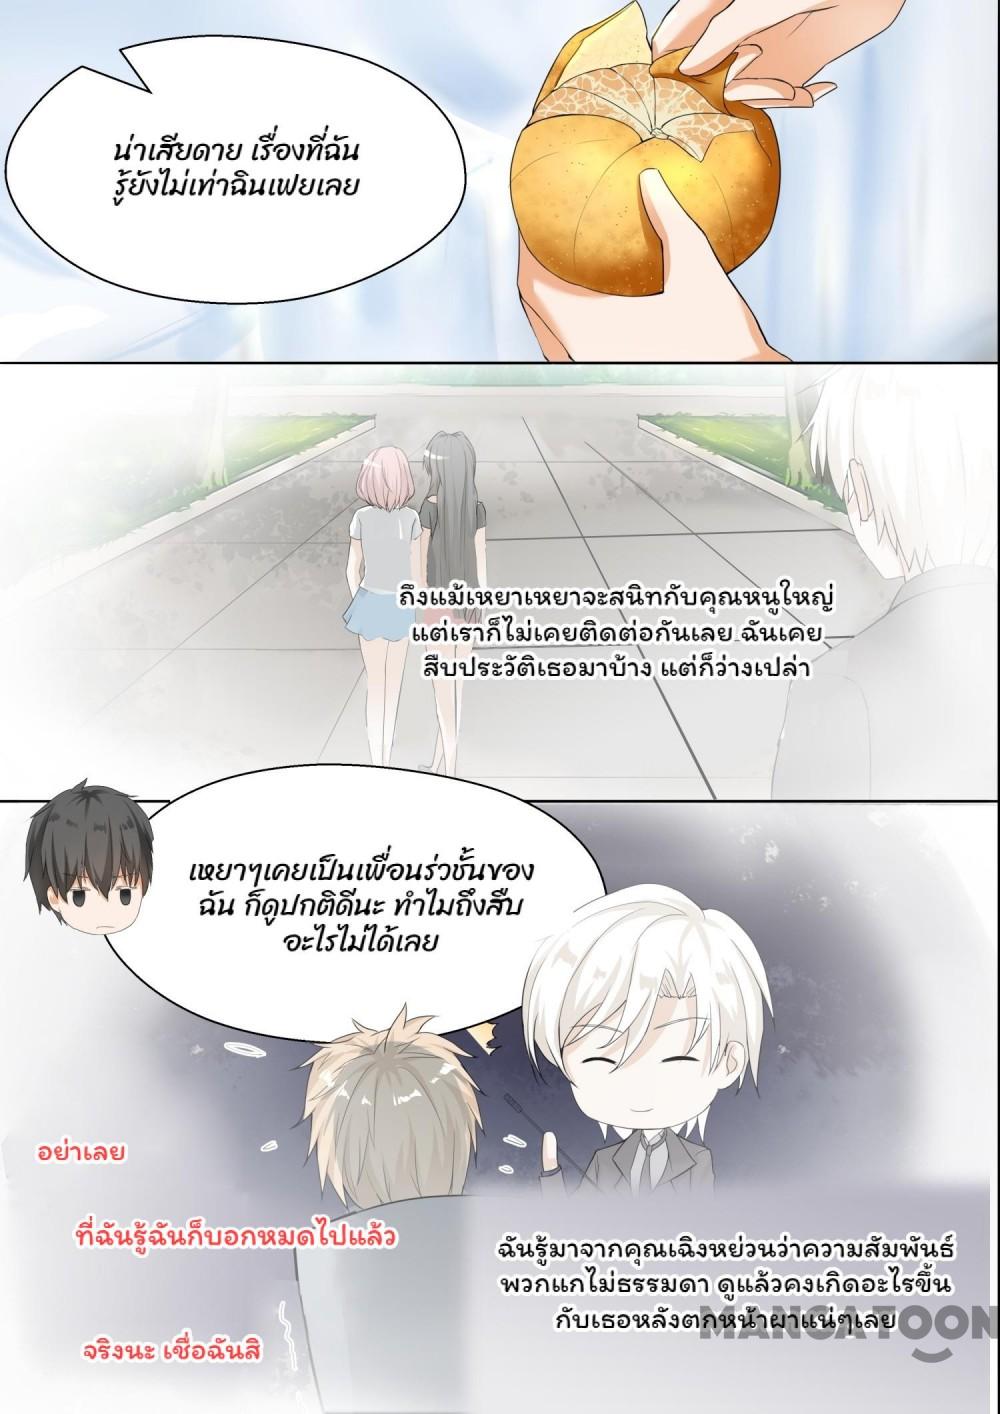 น่าเสียดาย เรื่องที่ฉัน
รู้ยังไม่เท่าฉินเฟยเลย
ถึงแม้เหยาเหยาจะสนิทกับคุณหนูใหญ่
แต่เราก็ไม่เคยติดต่อกันเลย ฉันเคย
สืบประวัติเธอมาบ้าง แต่ก็ว่างเปล่า
เหยาๆเคยเป็นเพื่อนร่วชั้นของ
ฉัน ก็ดูปกติดีนะ ทำไมถึงสืบ
อะไรไม่ได้เลย
อย่าเลย
ที่ฉันรู้ฉันก็บอกหมดไปแล้ว
จริงนะ เชื่อฉันสิ
ฉันรู้มาจากคุณเฉิงหย่วนว่าความสัมพันธ์
พวกแกไม่ธรรมดา ดูแล้วคงเกิดอะไรขึ้น
กับเธอหลังตกหน้าผาแน่ๆเลย
MANGATOON